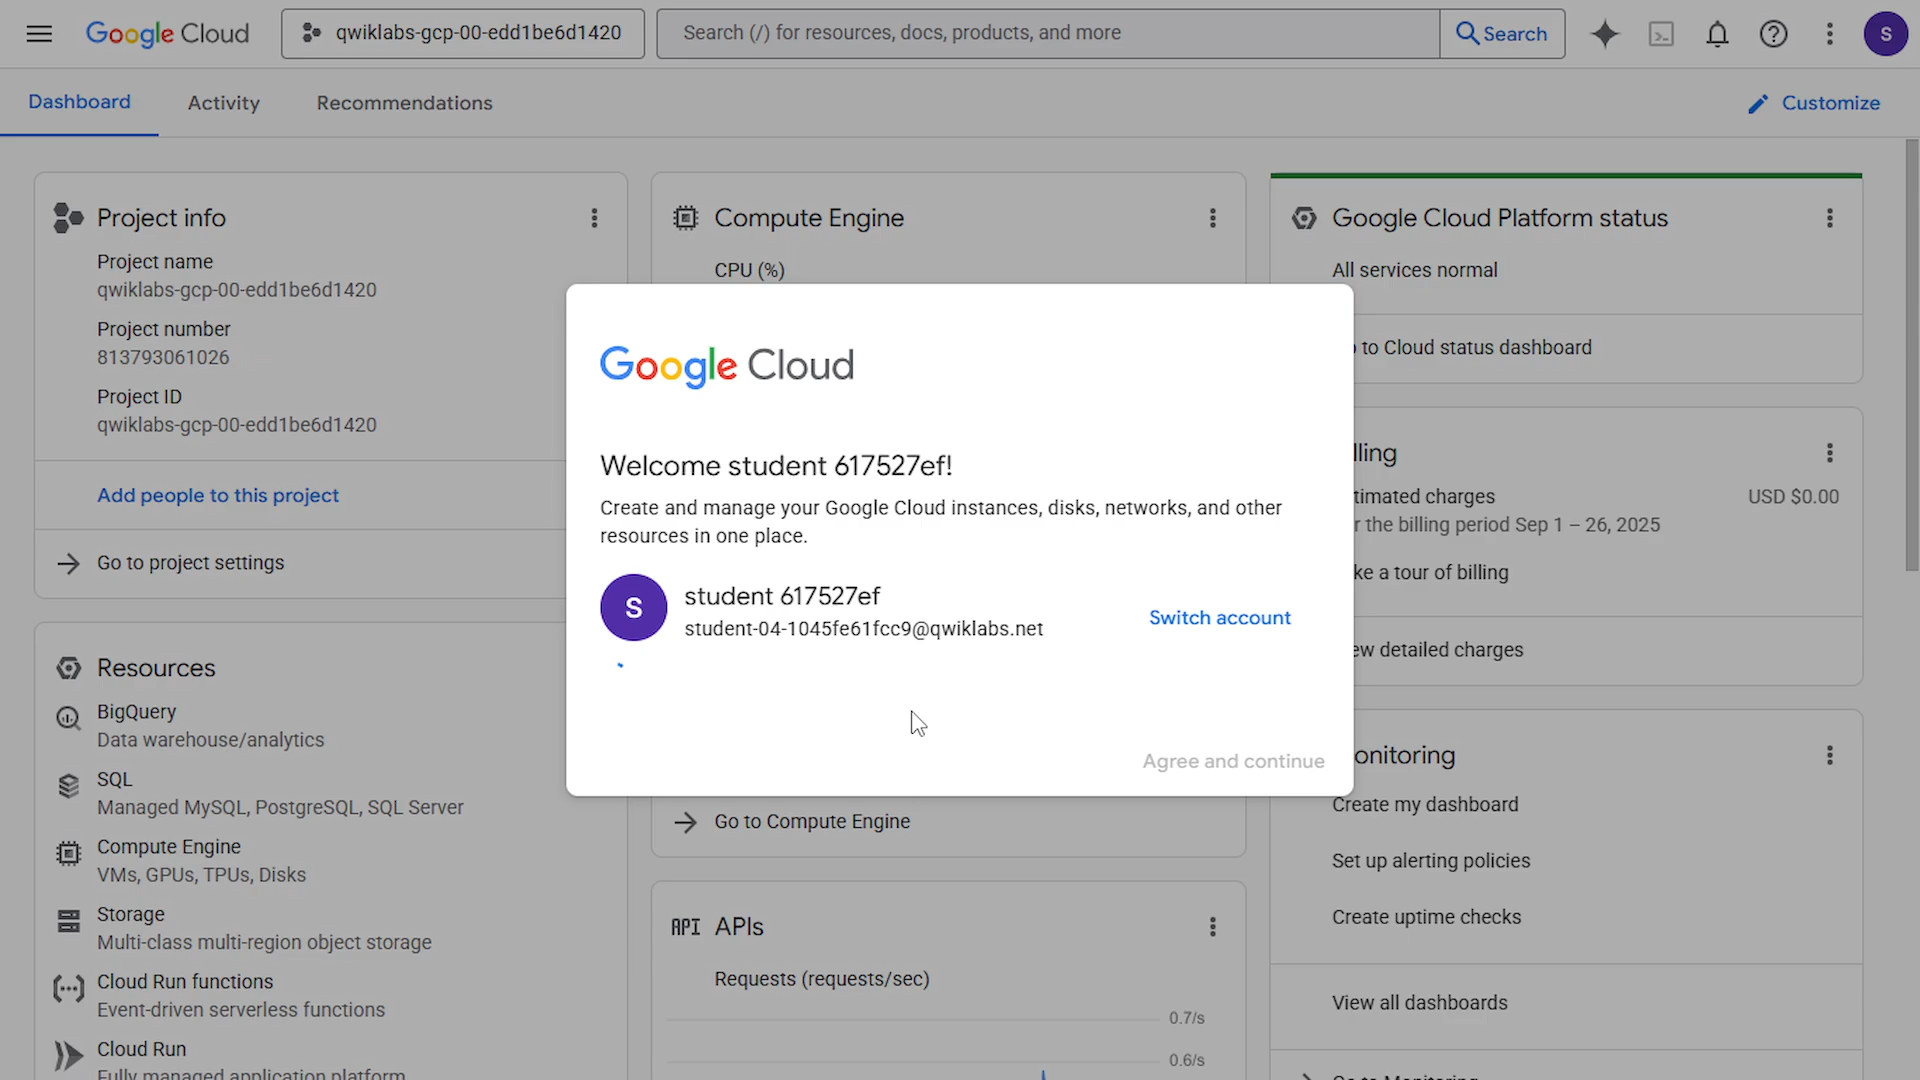 Google Cloud
qwiklabs-gcp-00-edd1be6d1420
Search (/) for resources, docs, products, and more
Search
S
Dashboard
Activity
Recommendations
Customize
Project info
Project name
qwiklabs-gcp-00-edd1be6d1420
Project number
813793061026
Project ID
qwiklabs-gcp-00-edd1be6d1420
Add people to this project
Go to project settings
Resources
BigQuery
Data warehouse/analytics
SQL
Managed MySQL, PostgreSQL, SQL Server
Compute Engine
VMs, GPUs, TPUs, Disks
Storage
Multi-class multi-region object storage
Cloud Run functions
Event-driven serverless functions
Cloud Run
Fully managed application platform
Compute Engine
CPU (%)
Google Cloud
Welcome student 617527ef!
Create and manage your Google Cloud instances, disks, networks, and other
resources in one place.
S
student 617527ef
student-04-1045fe61fcc9@qwiklabs.net
Switch account
Agree and continue
Go to Compute Engine
API APIs
Requests (requests/sec)
0.7/s
0.6/s
Google Cloud Platform status
All services normal
to Cloud status dashboard
lling
timated charges
USD $0.00
r the billing period Sep 1 – 26, 2025
ke a tour of billing
ew detailed charges
onitoring
Create my dashboard
Set up alerting policies
Create uptime checks
View all dashboards
Go to Monitoring